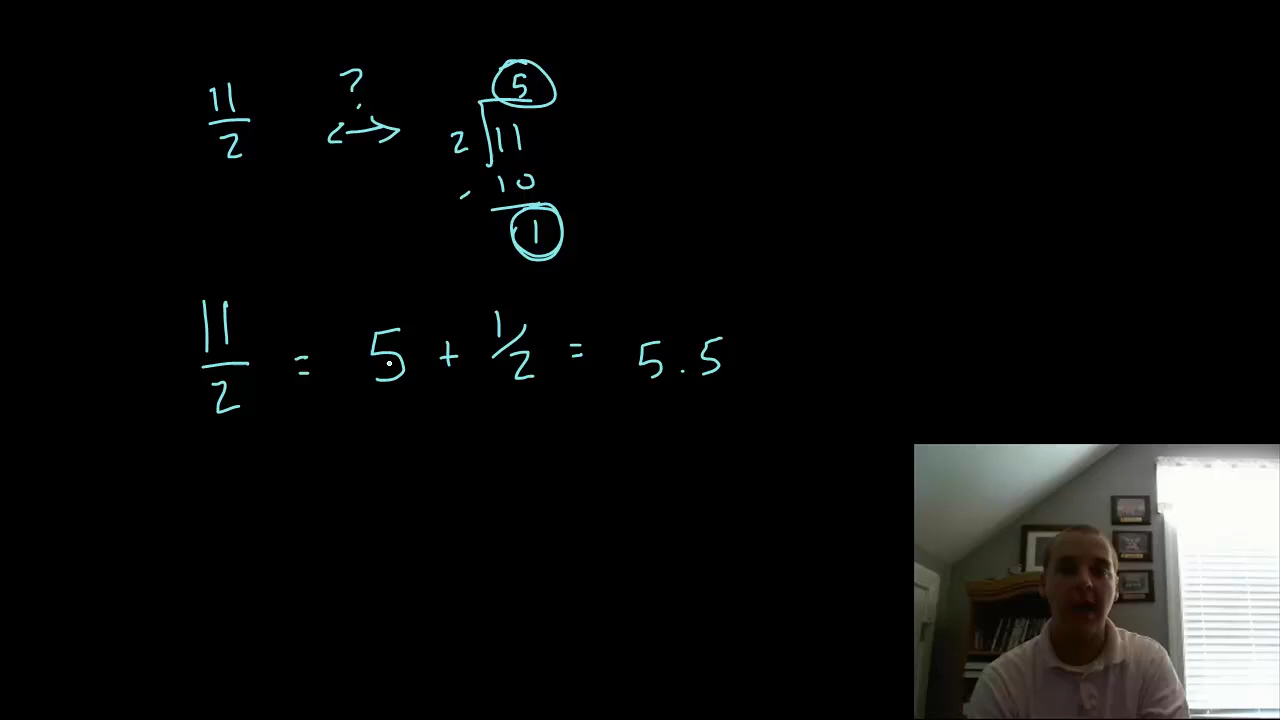 11/2 ? ↔ 5
2 11
- 10
1
11/2 = 5 + 1/2 = 5.5